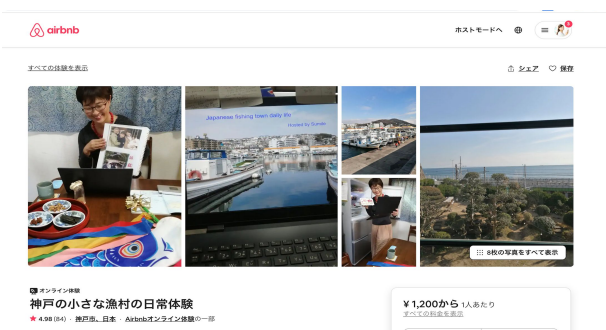 airbnb
ホストモードへ
すべての体験を表示
シェア
保存
Japanese fishing town daily life
8枚の写真をすべて表示
オンライン体験
神戸の小さな漁村の日常体験
4.98 (84) · 神戸市、日本 · Airbnbオンライン体験の一部
¥1,200から 1人あたり
すべての料金を表示